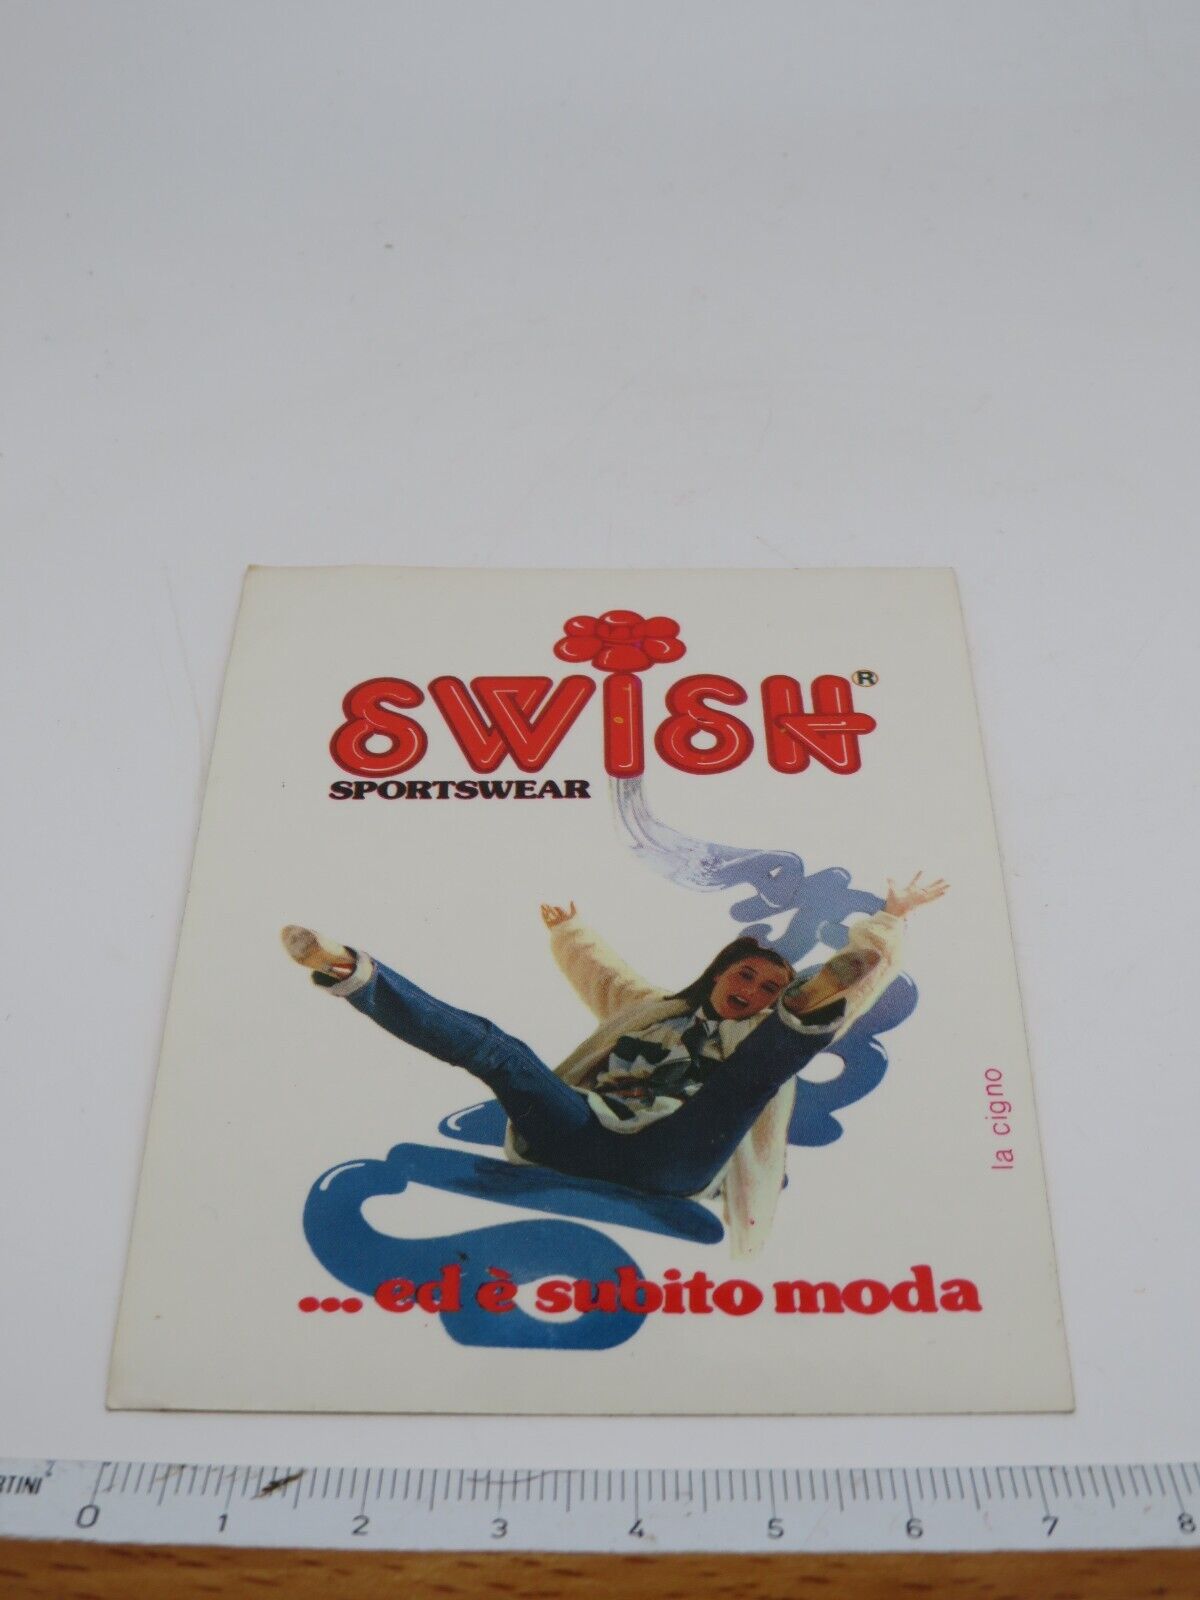 SWISH®
SPORTSWEAR
la cigno
... ed è subito moda
RTINI
0 1 2 3 4 5 6 7 8